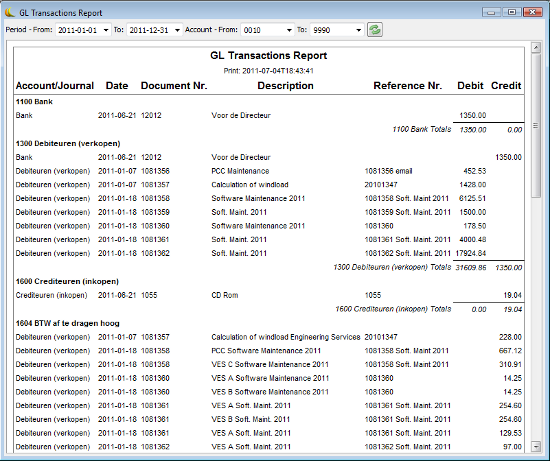 GL Transactions Report
Period - From: 2011-01-01 To: 2011-12-31 Account - From: 0010 To: 9990
GL Transactions Report
Print: 2011-07-04T18:43:41
Account/Journal Date Document Nr. Description Reference Nr. Debit Credit
1100 Bank
Bank 2011-06-21 12012 Voor de Directeur 1350.00
1100 Bank Totals 1350.00 0.00
1300 Debiteuren (verkopen)
Bank 2011-06-21 12012 Voor de Directeur 1350.00
Debiteuren (verkopen) 2011-01-07 1081356 PCC Maintenance 1081356 email 452.53
Debiteuren (verkopen) 2011-01-07 1081357 Calculation of windload 20101347 1428.00
Debiteuren (verkopen) 2011-01-18 1081358 Software Maintenance 2011 1081358 Soft. Maint 2011 6125.51
Debiteuren (verkopen) 2011-01-18 1081359 Soft. Maint. 2011 1081359 Soft. Maint. 2011 1500.00
Debiteuren (verkopen) 2011-01-18 1081360 Software Maintenance 2011 1081360 178.50
Debiteuren (verkopen) 2011-01-18 1081361 Soft. Maint. 2011 1081361 Soft. Maint. 2011 4000.48
Debiteuren (verkopen) 2011-01-18 1081362 Soft. Maint. 2011 1081362 Soft. Maint. 2011 17924.84
1300 Debiteuren (verkopen) Totals 31609.86 1350.00
1600 Crediteuren (inkopen)
Crediteuren (inkopen) 2011-06-21 1055 CD Rom 1055 19.04
1600 Crediteuren (inkopen) Totals 0.00 19.04
1604 BTW af te dragen hoog
Debiteuren (verkopen) 2011-01-07 1081357 Calculation of windload Engineering Services 20101347 228.00
Debiteuren (verkopen) 2011-01-18 1081358 PCC Software Maintenance 2011 1081358 Soft. Maint 2011 667.12
Debiteuren (verkopen) 2011-01-18 1081358 VES C Software Maintenance 2011 1081358 Soft. Maint 2011 310.91
Debiteuren (verkopen) 2011-01-18 1081360 VES A Software Maintenance 2011 1081360 14.25
Debiteuren (verkopen) 2011-01-18 1081360 VES B Software Maintenance 2011 1081360 14.25
Debiteuren (verkopen) 2011-01-18 1081361 VES A Soft. Maint. 2011 1081361 Soft. Maint. 2011 254.60
Debiteuren (verkopen) 2011-01-18 1081361 VES B Soft. Maint. 2011 1081361 Soft. Maint. 2011 254.60
Debiteuren (verkopen) 2011-01-18 1081361 VES A Soft. Maint. 2011 1081361 Soft. Maint. 2011 129.53
Debiteuren (verkopen) 2011-01-18 1081362 VES A Soft. Maint. 2011 1081362 Soft. Maint. 2011 97.00